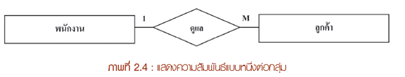 พนักงาน 1 ดูแล M ลูกค้า
ภาพที่ 2.4 : แสดงความสัมพันธ์แบบหนึ่งต่อกลุ่ม